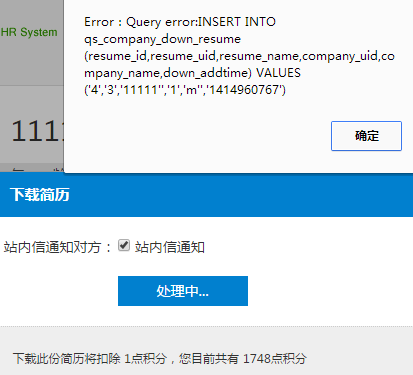 Error：Query error:INSERT INTO
qs_company_down_resume
(resume_id,resume_uid,resume_name,company_uid,co
mpany_name,down_addtime) VALUES
('4','3','11111'','1','m'','1414960767')
HR System
确定
下载简历
站内信通知对方： 站内信通知
处理中...
下载此份简历将扣除 1点积分，您目前共有 1748点积分